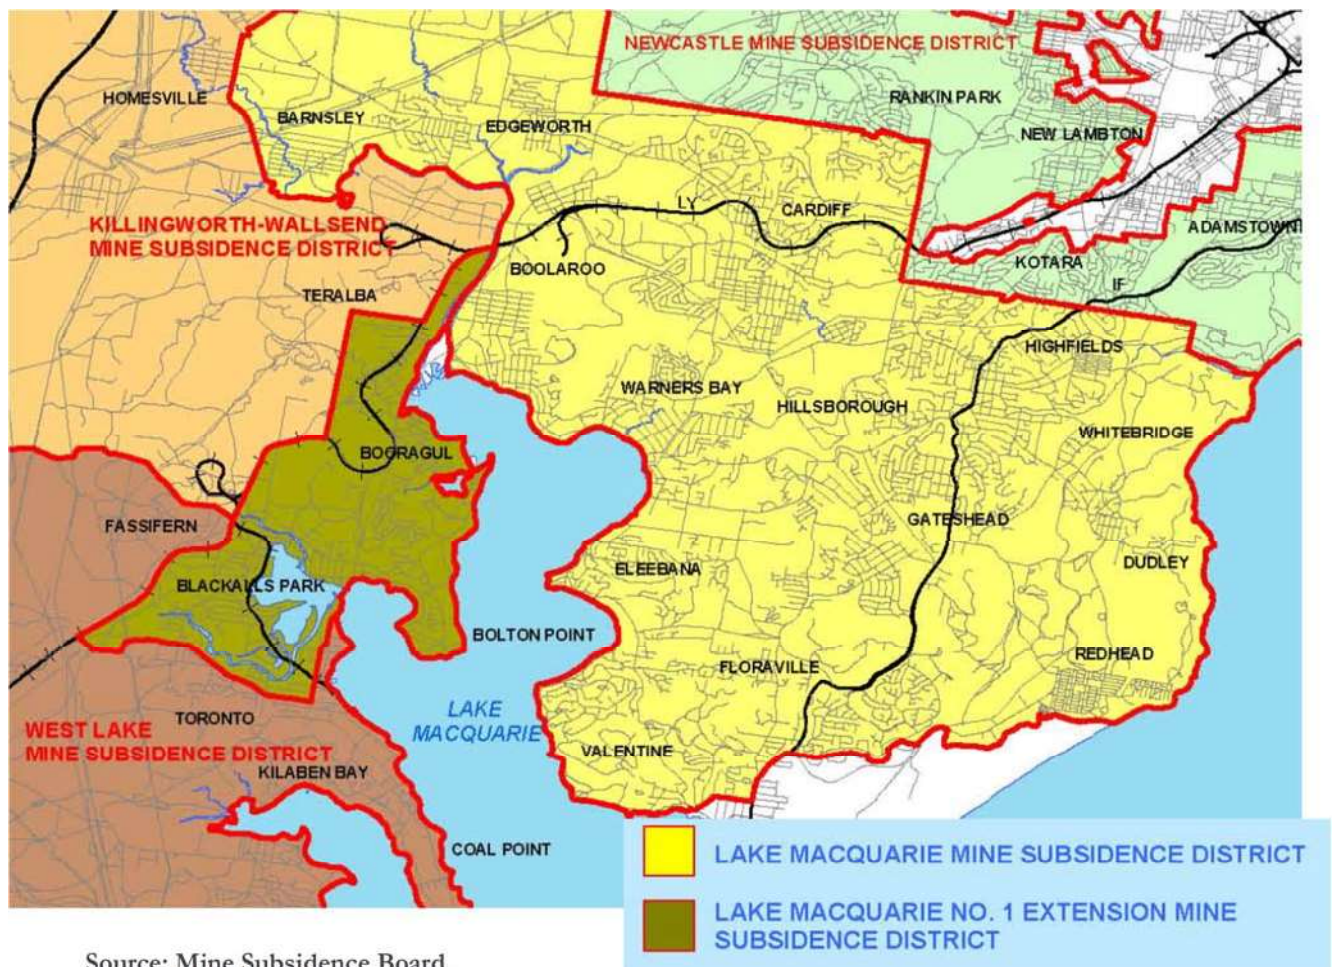 NEWCASTLE MINE SUBSIDENCE DISTRICT
HOMESVILLE
RANKIN PARK
BARNSLEY
EDGEWORTH
NEW LAMBTON
KILLINGWORTH-WALLSEND
MINE SUBSIDENCE DISTRICT
LY
CARDIFF
ADAMSTOWN
BOOLAROO
KOTARA
TERALBA
IF
HIGHFIELDS
WARNERS BAY
HILLSBOROUGH
WHITEBRIDGE
BOORAGUL
FASSIFERN
GATESHEAD
BLACKALLS PARK
ELEEBANA
DUDLEY
BOLTON POINT
FLORAVILLE
REDHEAD
TORONTO
LAKE
MACQUARIE
WEST LAKE
MINE SUBSIDENCE DISTRICT
VALENTINE
KILABEN BAY
COAL POINT
LAKE MACQUARIE MINE SUBSIDENCE DISTRICT
LAKE MACQUARIE NO. 1 EXTENSION MINE
SUBSIDENCE DISTRICT
Source: Mine Subsidence Board